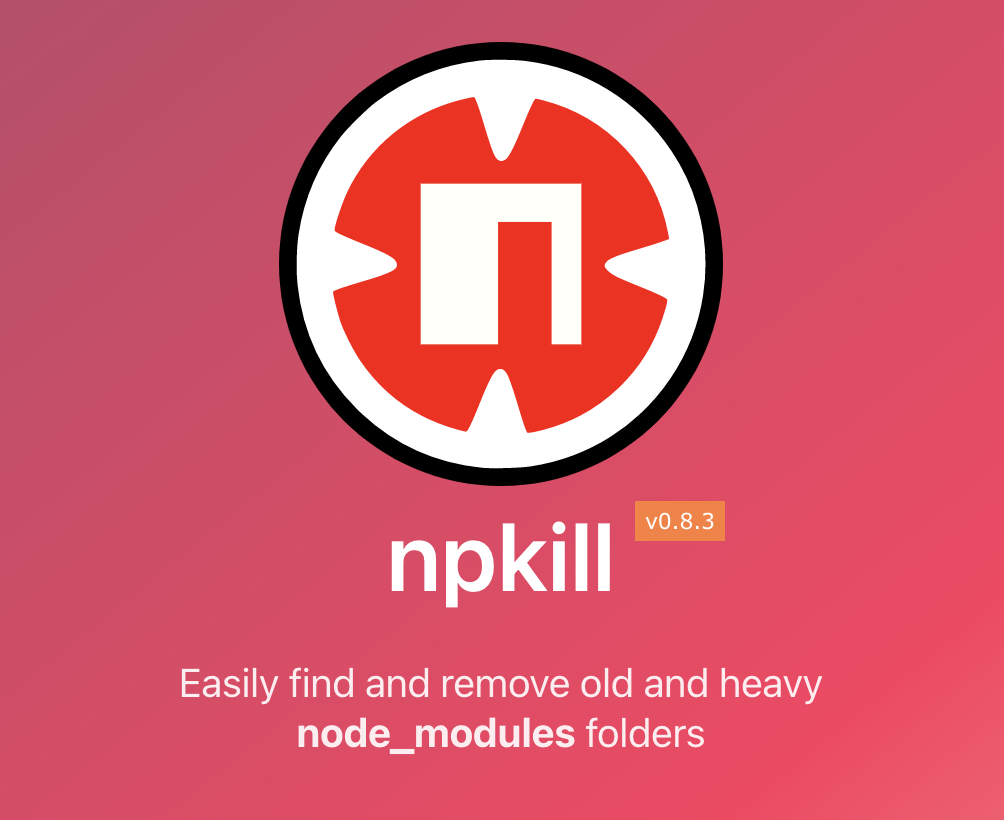 n
v0.8.3
npkill
Easily find and remove old and heavy
node_modules folders